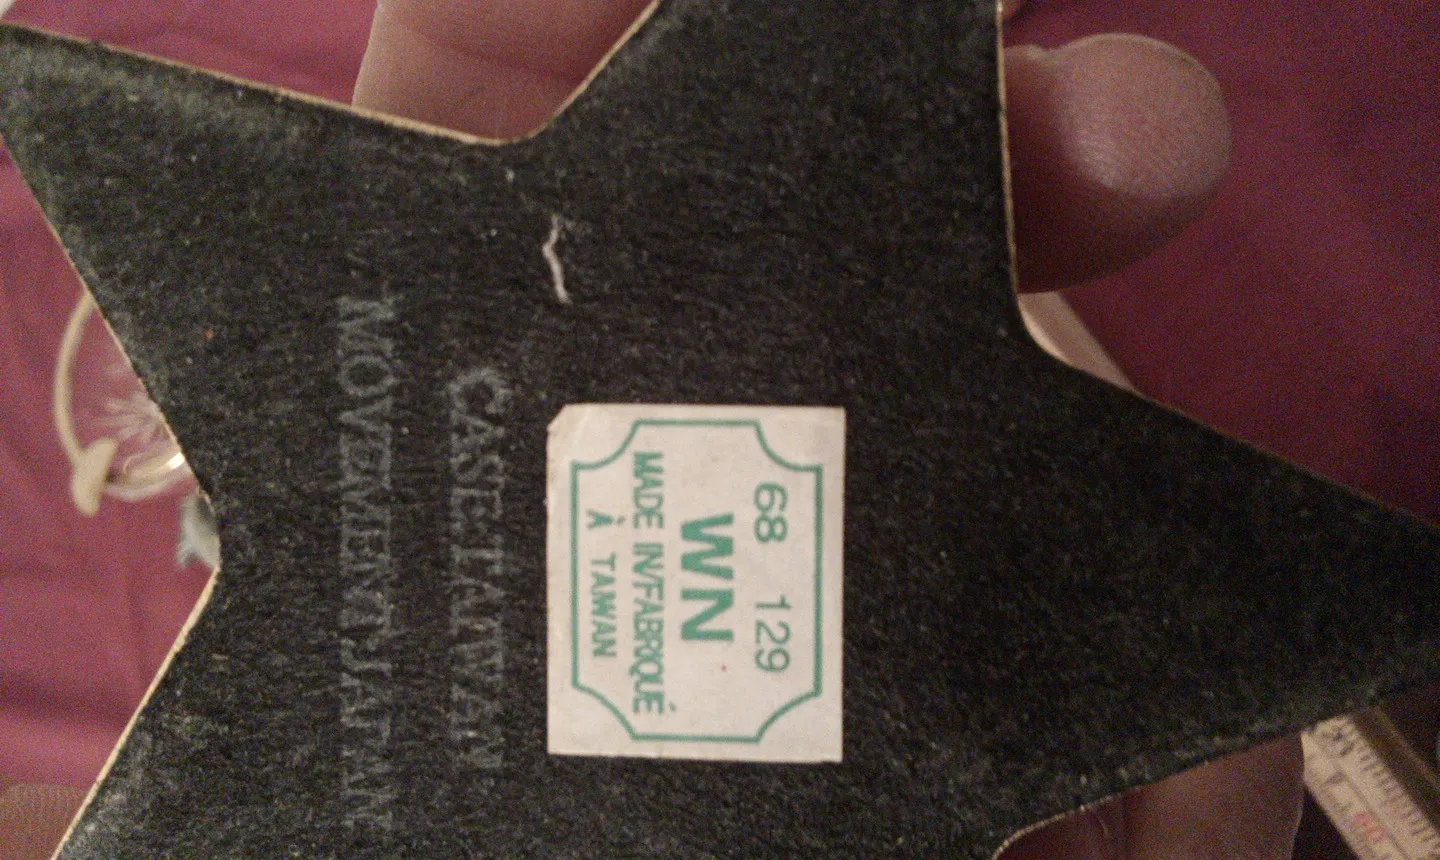 68 129
WN
MADE IN/FABRIQUÉ
À TAIWAN
CASE TAIWAN
MOVEMENT JAPAN